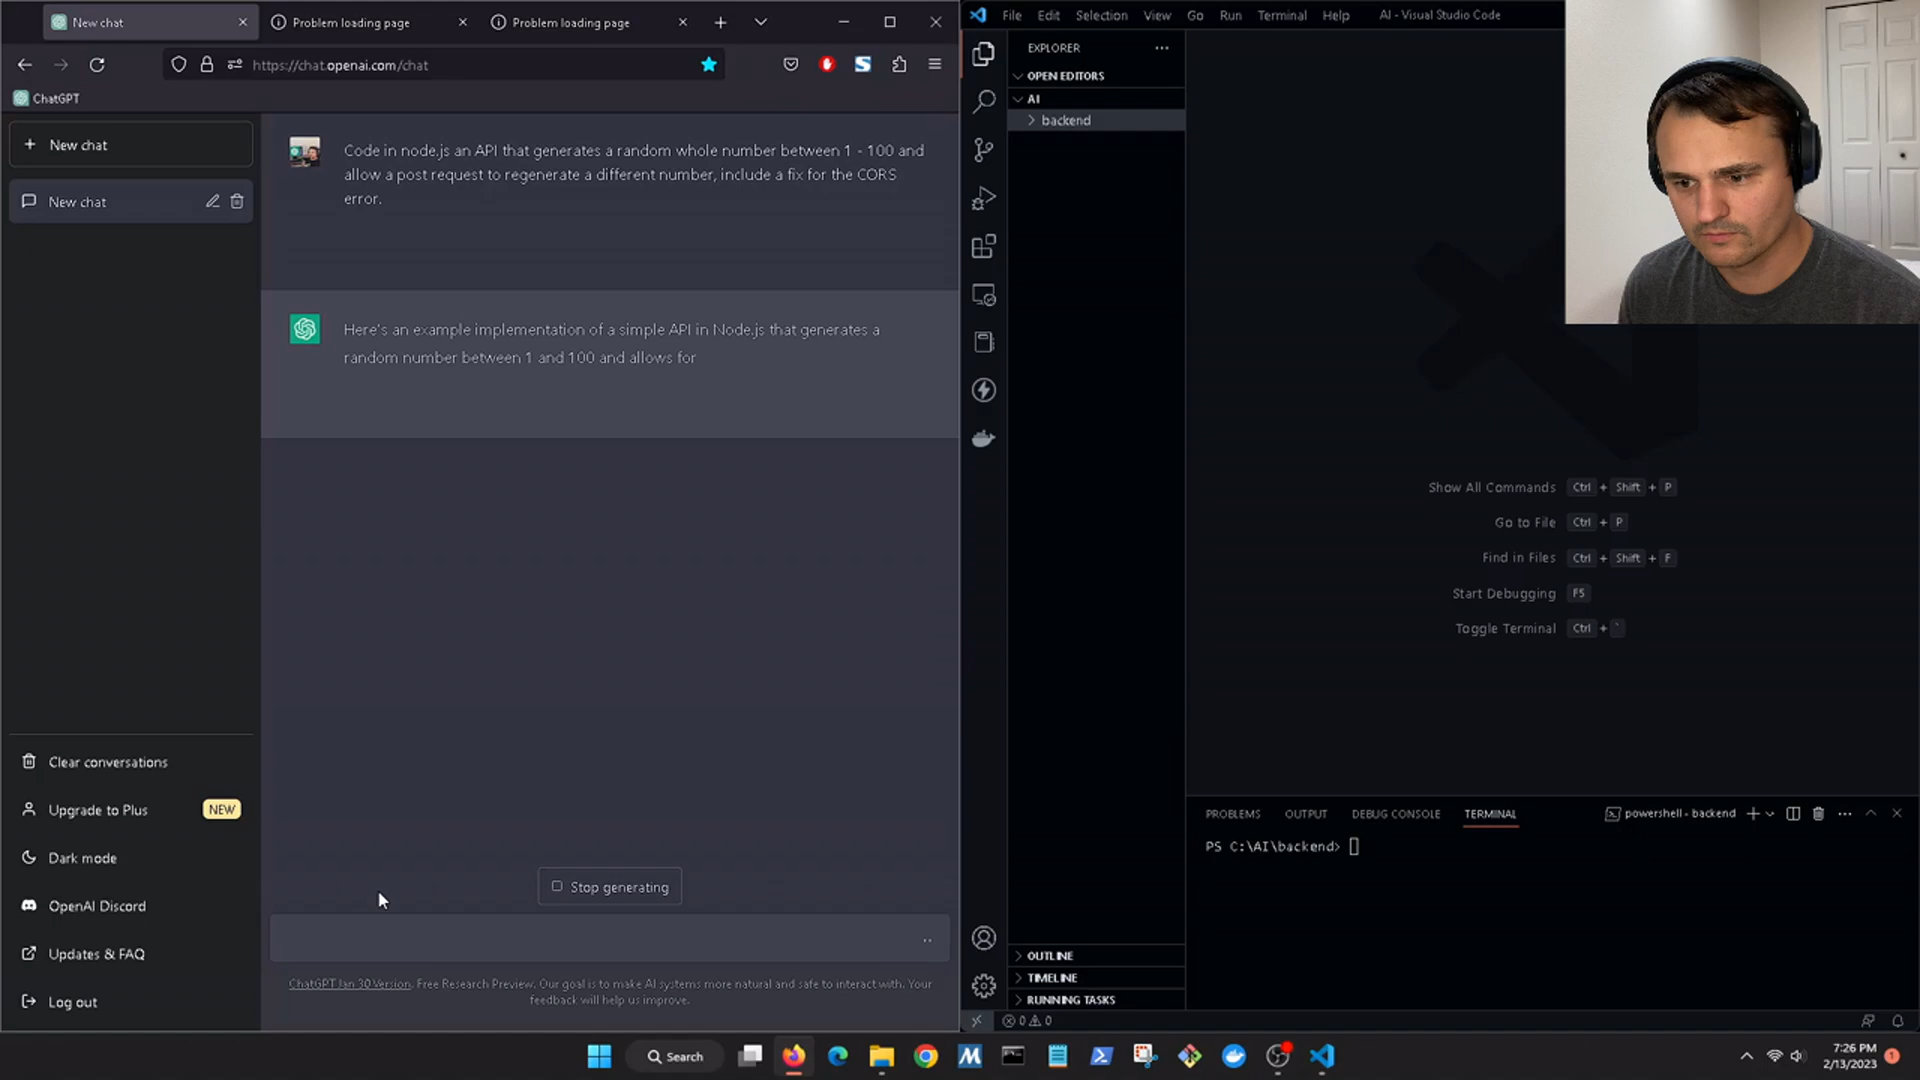 New chat
Problem loading page
Problem loading page
https://chat.openai.com/chat
ChatGPT
New chat
New chat
Clear conversations
Upgrade to Plus
NEW
Dark mode
OpenAI Discord
Updates & FAQ
Log out
Code in node.js an API that generates a random whole number between 1 - 100 and
allow a post request to regenerate a different number, include a fix for the CORS
error.
Here's an example implementation of a simple API in Node.js that generates a
random number between 1 and 100 and allows for
Stop generating
ChatGPT Jan 30 Version. Free Research Preview. Our goal is to make AI systems more natural and safe to interact with. Your
feedback will help us improve.
File Edit Selection View Go Run Terminal Help
AI - Visual Studio Code
EXPLORER
OPEN EDITORS
AI
backend
OUTLINE
TIMELINE
RUNNING TASKS
Show All Commands Ctrl + Shift + P
Go to File Ctrl + P
Find in Files Ctrl + Shift + F
Start Debugging F5
Toggle Terminal Ctrl + `
PROBLEMS OUTPUT DEBUG CONSOLE TERMINAL
powershell - backend
PS C:\AI\backend>
0 0
Search
7:26 PM
2/13/2023
1